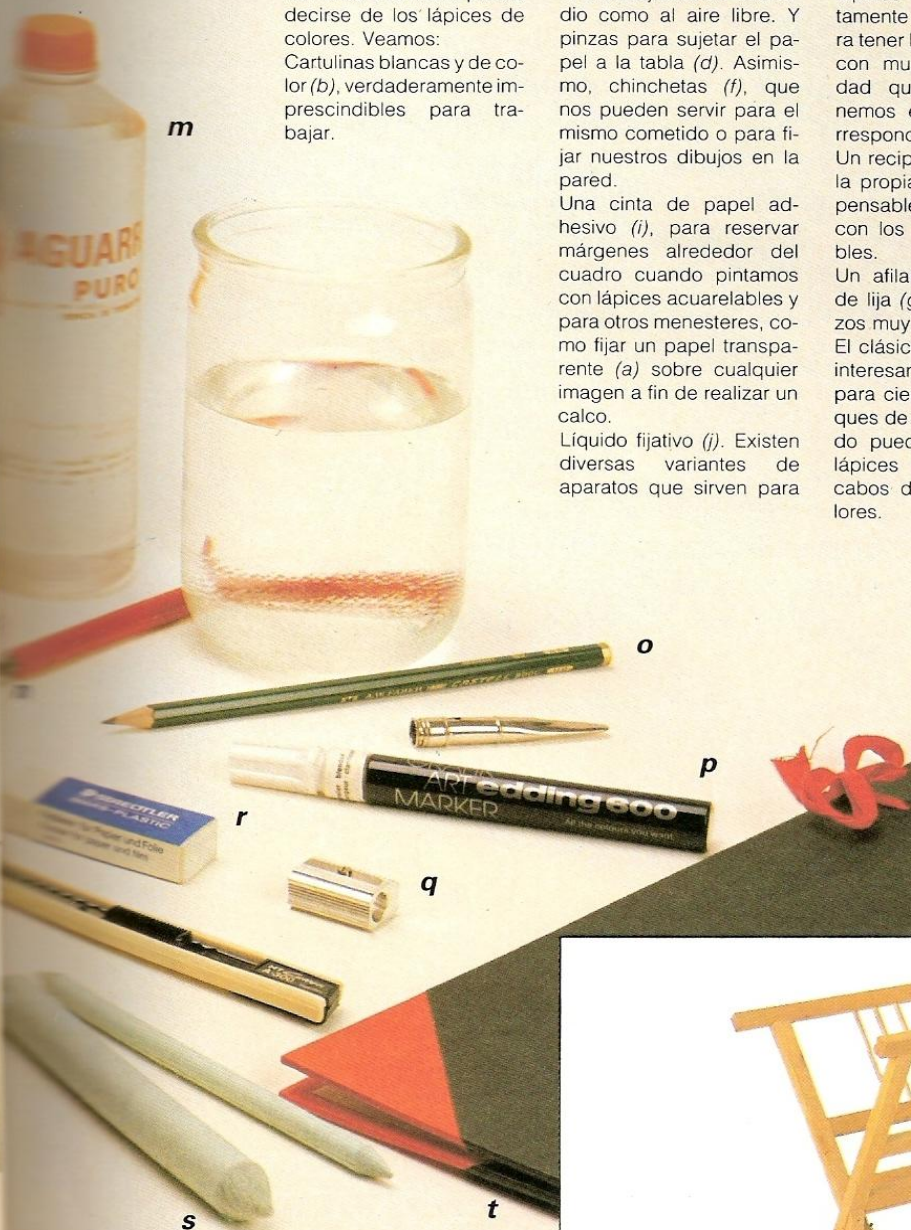 decirse de los lápices de
colores. Veamos:
Cartulinas blancas y de co-
lor (b), verdaderamente im-
prescindibles para tra-
bajar.
dio como al aire libre. Y
pinzas para sujetar el pa-
pel a la tabla (d). Asimis-
mo, chinchetas (f), que
nos pueden servir para el
mismo cometido o para fi-
jar nuestros dibujos en la
pared.
Una cinta de papel ad-
hesivo (i), para reservar
márgenes alrededor del
cuadro cuando pintamos
con lápices acuarelables y
para otros menesteres, co-
mo fijar un papel transpa-
rente (a) sobre cualquier
imagen a fin de realizar un
calco.
Líquido fijativo (j). Existen
diversas variantes de
aparatos que sirven para
tamente
ra tener l
con mu
dad qu
nemos e
rrespond
Un recip
la propia
pensable
con los
bles.
Un afila
de lija (g
zos muy
El clásic
interesar
para cie
ques de
do pued
lápices
cabos d
lores.
m
AGUARR
PURO
o
p
ART edding 600
MARKER
All the colours you want
r
STAEDTLER
q
s
t